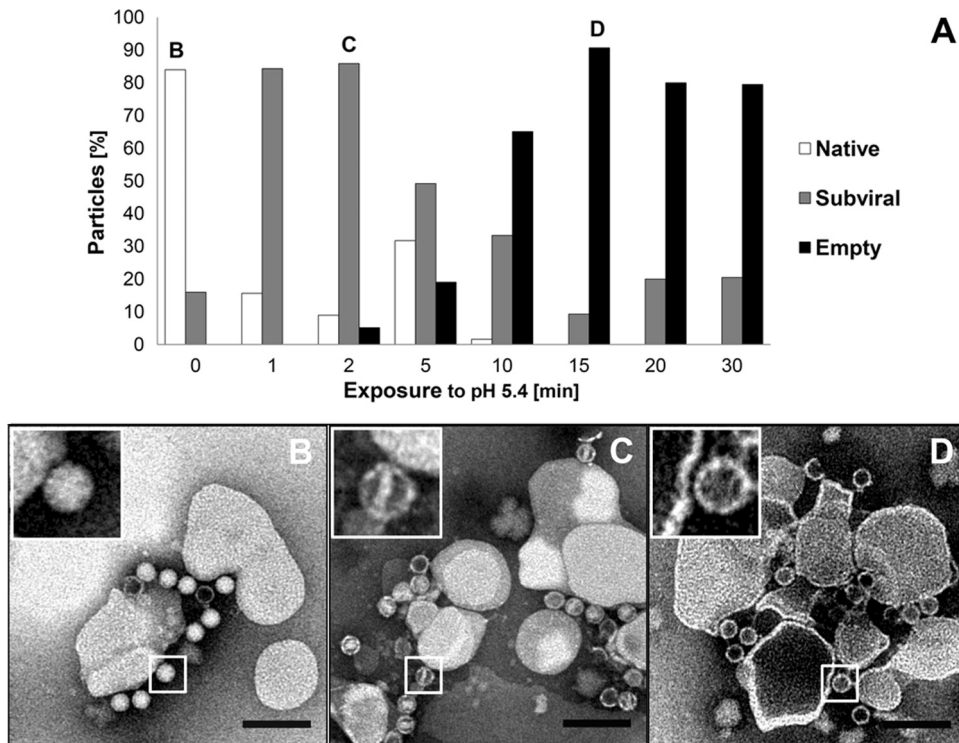 100
90
80
70
60
50
40
30
20
10
0
Particles [%]
B
C
D
A
Native
Subviral
Empty
0 1 2 5 10 15 20 30
Exposure to pH 5.4 [min]
B
C
D